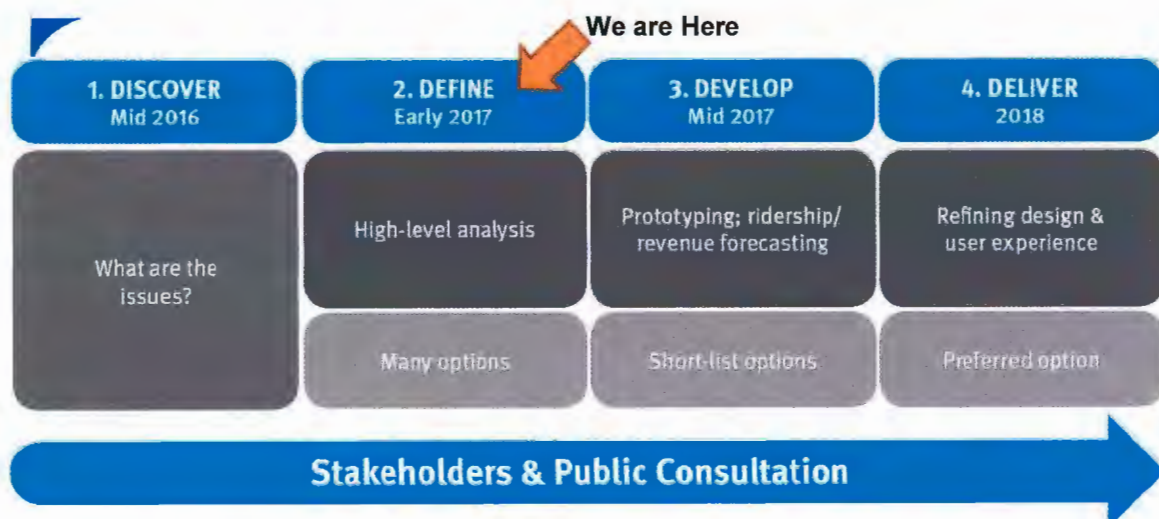 We are Here
1. DISCOVER
Mid 2016
2. DEFINE
Early 2017
3. DEVELOP
Mid 2017
4. DELIVER
2018
What are the
issues?
High-level analysis
Prototyping; ridership/
revenue forecasting
Refining design &
user experience
Many options
Short-list options
Preferred option
Stakeholders & Public Consultation